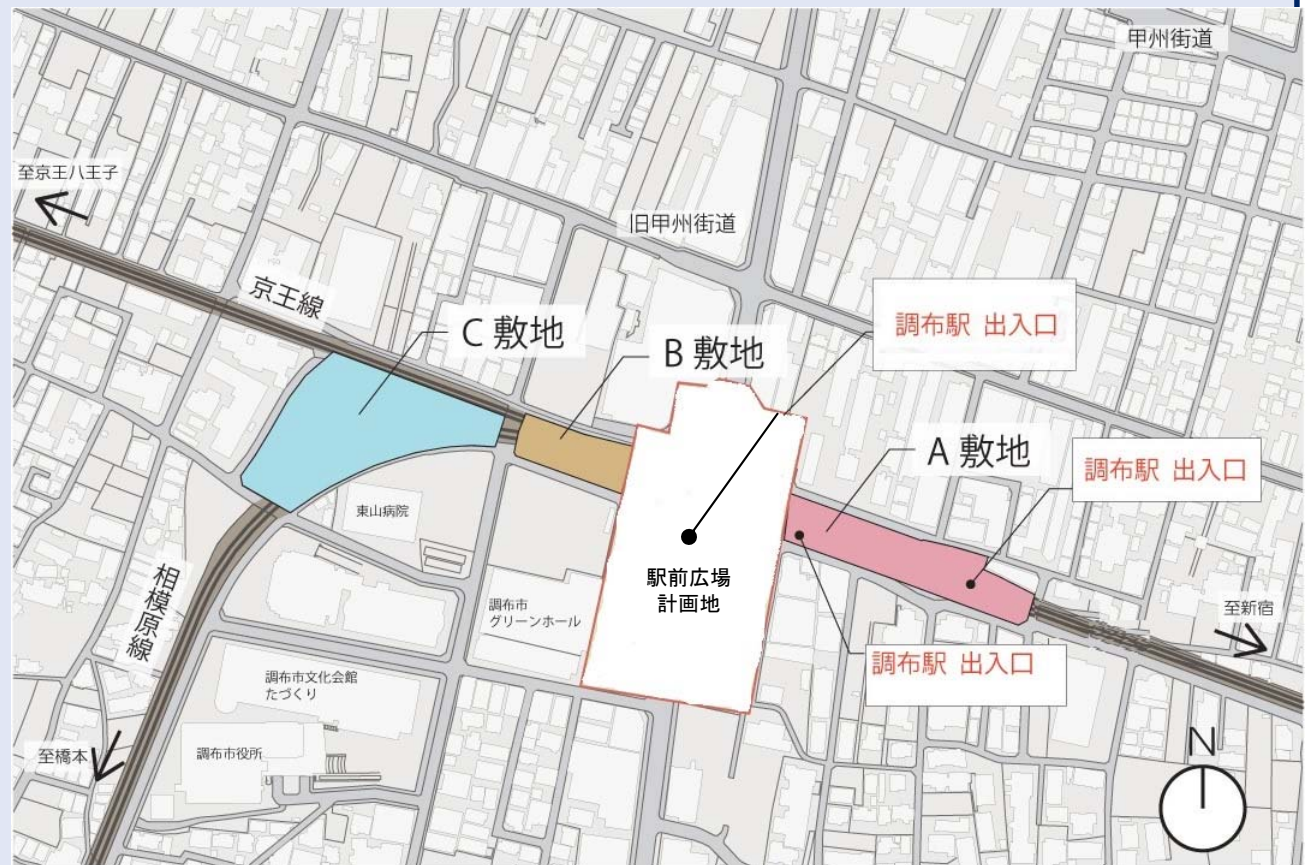 甲州街道
至京王八王子
旧甲州街道
京王線
C 敷地
B 敷地
調布駅 出入口
A 敷地
調布駅 出入口
東山病院
駅前広場
計画地
相模原線
調布市
グリーンホール
至新宿
調布駅 出入口
調布市文化会館
たづくり
調布市役所
至橋本
N